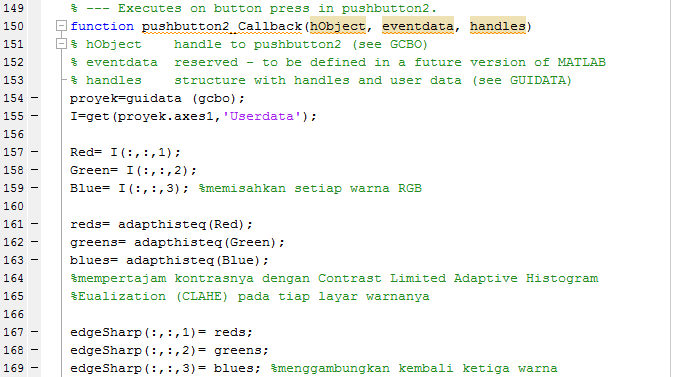 149 % --- Executes on button press in pushbutton2.
150 function pushbutton2_Callback(hObject, eventdata, handles)
151 % hObject    handle to pushbutton2 (see GCBO)
152 % eventdata  reserved - to be defined in a future version of MATLAB
153 % handles    structure with handles and user data (see GUIDATA)
154 - proyek=guidata (gcbo);
155 - I=get(proyek.axes1,'Userdata');
156
157 - Red= I(:,:,1);
158 - Green= I(:,:,2);
159 - Blue= I(:,:,3); %memisahkan setiap warna RGB
160
161 - reds= adapthisteq(Red);
162 - greens= adapthisteq(Green);
163 - blues= adapthisteq(Blue);
164 %mempertajam kontrasnya dengan Contrast Limited Adaptive Histogram
165 %Eualization (CLAHE) pada tiap layar warnanya
166
167 - edgeSharp(:,:,1)= reds;
168 - edgeSharp(:,:,2)= greens;
169 - edgeSharp(:,:,3)= blues; %menggambungkan kembali ketiga warna